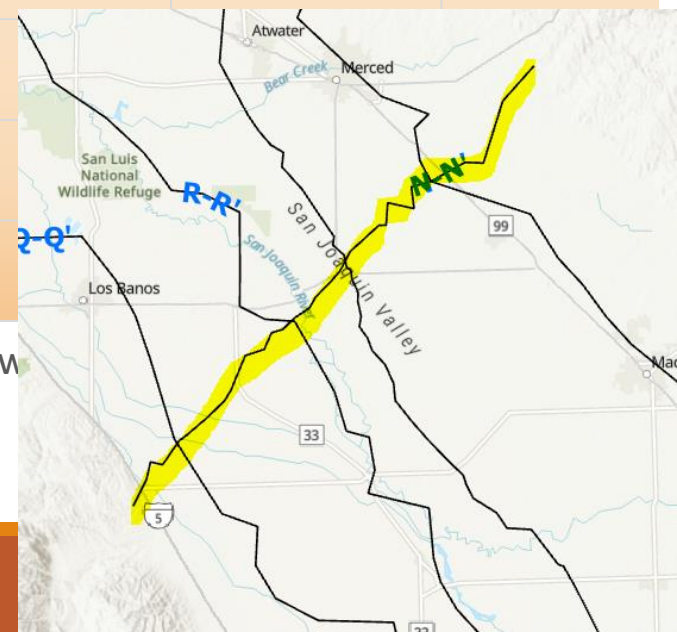 Atwater
Bear Creek
Merced
San Luis
National
Wildlife Refuge
R-R'
N-N'
Q-Q'
99
San Joaquin Valley
San Joaquin River
Los Banos
33
5